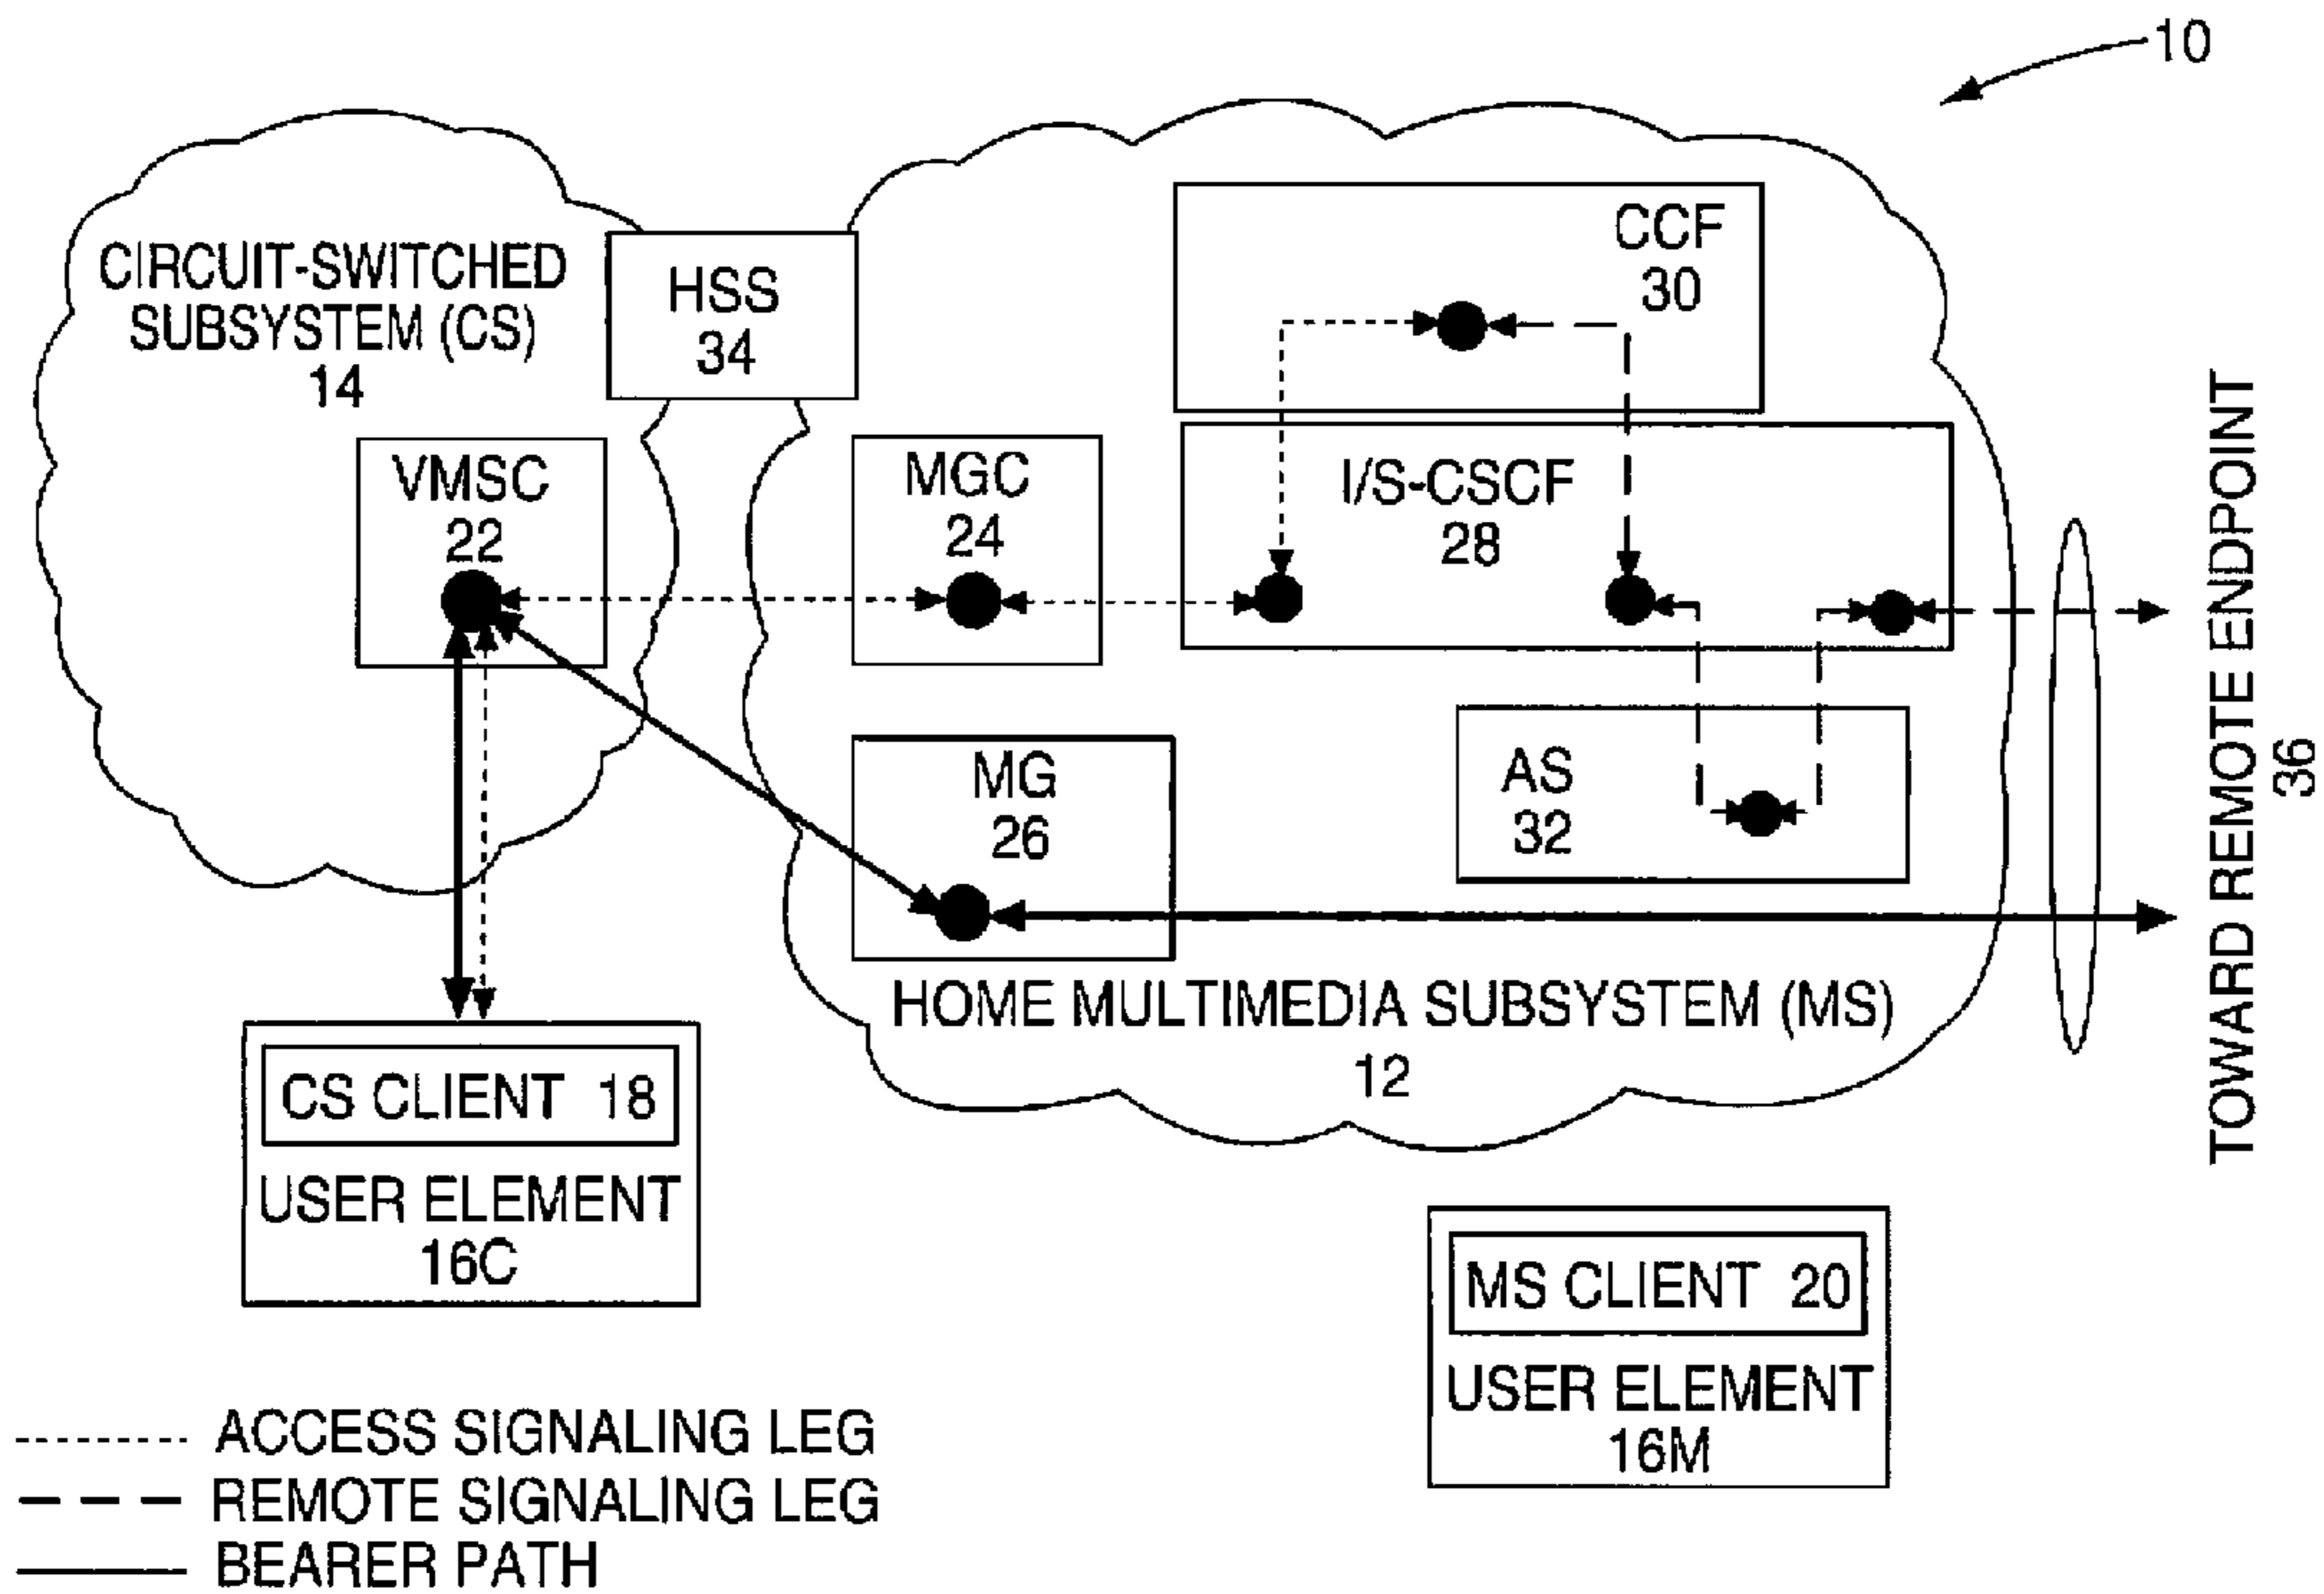 10
CIRCUIT-SWITCHED
SUBSYSTEM (CS)
14
HSS
34
CCF
30
VMSC
22
MGC
24
I/S-CSCF
28
MG
26
AS
32
HOME MULTIMEDIA SUBSYSTEM (MS)
12
TOWARD REMOTE ENDPOINT
36
CS CLIENT 18
USER ELEMENT
16C
MS CLIENT 20
USER ELEMENT
16M
ACCESS SIGNALING LEG
REMOTE SIGNALING LEG
BEARER PATH